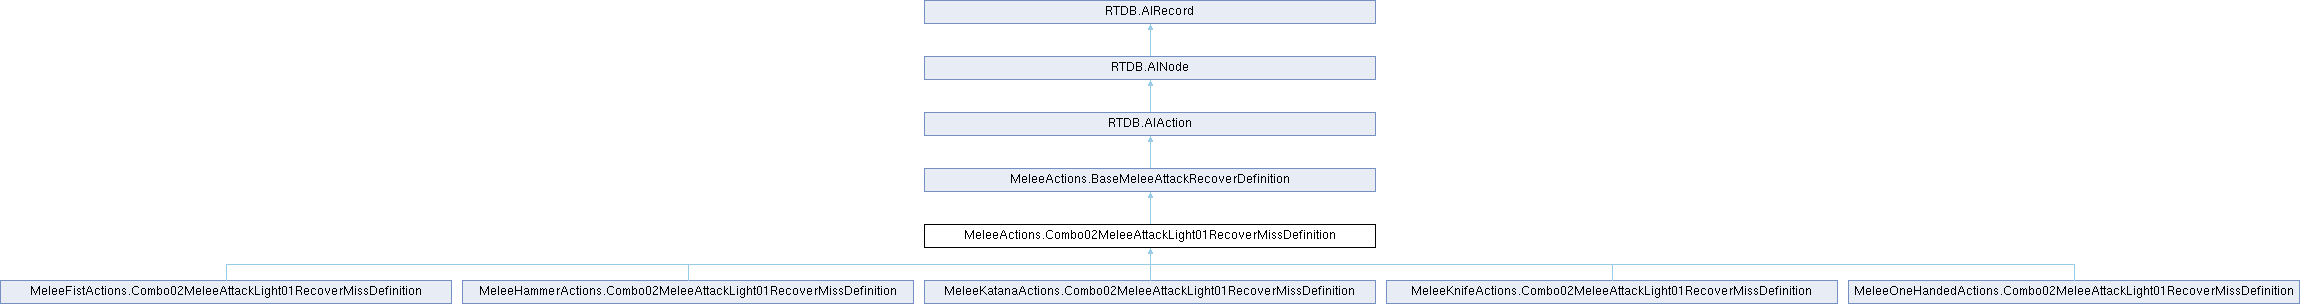 RTDB.AIRecord
RTDB.AINode
RTDB.AIAction
MeleeActions.BaseMeleeAttackRecoverDefinition
MeleeActions.Combo02MeleeAttackLight01RecoverMissDefinition
MeleeFistActions.Combo02MeleeAttackLight01RecoverMissDefinition
MeleeHammerActions.Combo02MeleeAttackLight01RecoverMissDefinition
MeleeKatanaActions.Combo02MeleeAttackLight01RecoverMissDefinition
MeleeKnifeActions.Combo02MeleeAttackLight01RecoverMissDefinition
MeleeOneHandedActions.Combo02MeleeAttackLight01RecoverMissDefinition